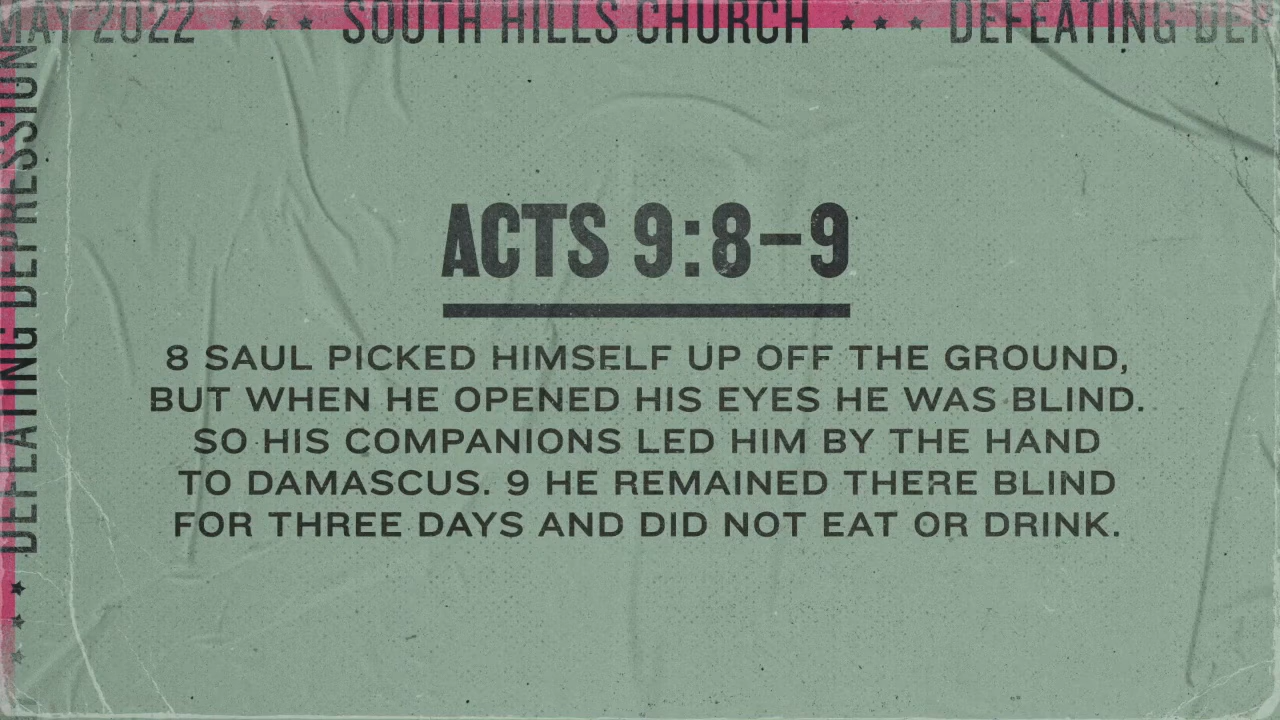 MAY 2022 ★ ★ ★ SOUTH HILLS CHURCH ★ ★ ★ DEFEATING
DEFEATING DEPRESSION
ACTS 9:8–9
8 SAUL PICKED HIMSELF UP OFF THE GROUND,
BUT WHEN HE OPENED HIS EYES HE WAS BLIND.
SO HIS COMPANIONS LED HIM BY THE HAND
TO DAMASCUS. 9 HE REMAINED THERE BLIND
FOR THREE DAYS AND DID NOT EAT OR DRINK.